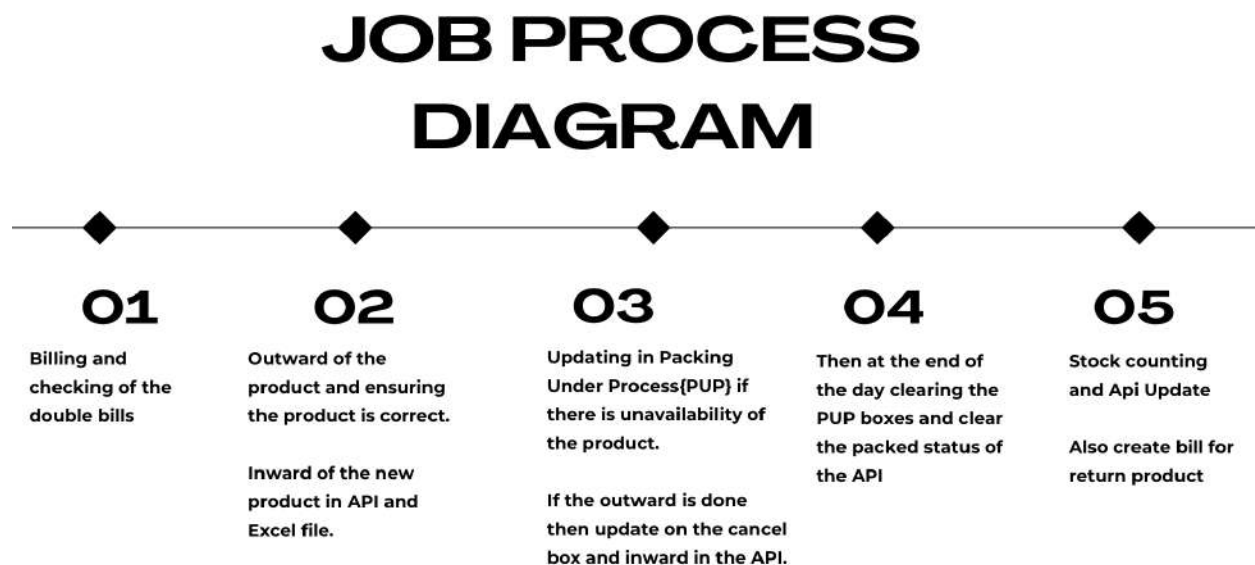 JOB PROCESS
DIAGRAM
01
Billing and
checking of the
double bills
02
Outward of the
product and ensuring
the product is correct.
Inward of the new
product in API and
Excel file.
03
Updating in Packing
Under Process{PUP} if
there is unavailability of
the product.
If the outward is done
then update on the cancel
box and inward in the API.
04
Then at the end of
the day clearing the
PUP boxes and clear
the packed status of
the API
05
Stock counting
and Api Update
Also create bill for
return product